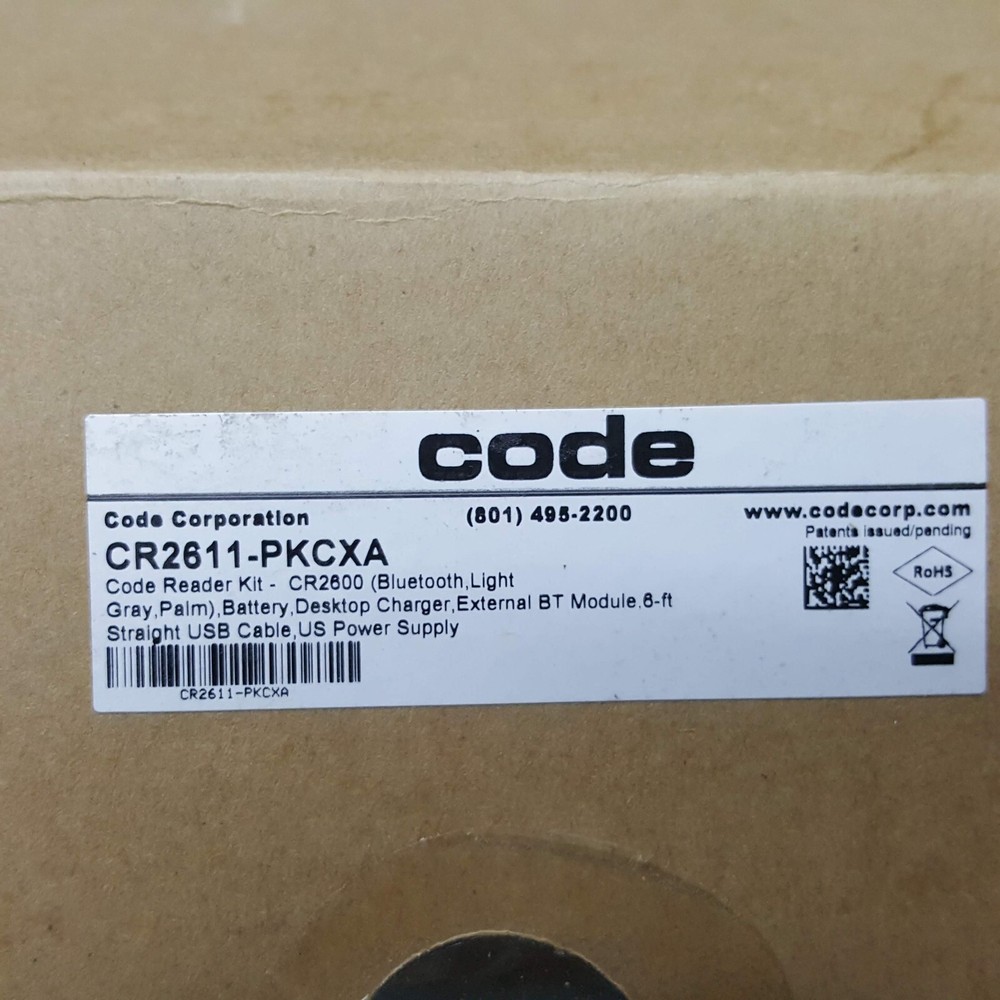 code
Code Corporation (801) 495-2200 www.codecorp.com
Patents issued/pending
CR2611-PKCXA
Code Reader Kit - CR2600 (Bluetooth,Light
Gray,Palm),Battery,Desktop Charger,External BT Module,6-ft
Straight USB Cable,US Power Supply
CR2611-PKCXA
RoHS